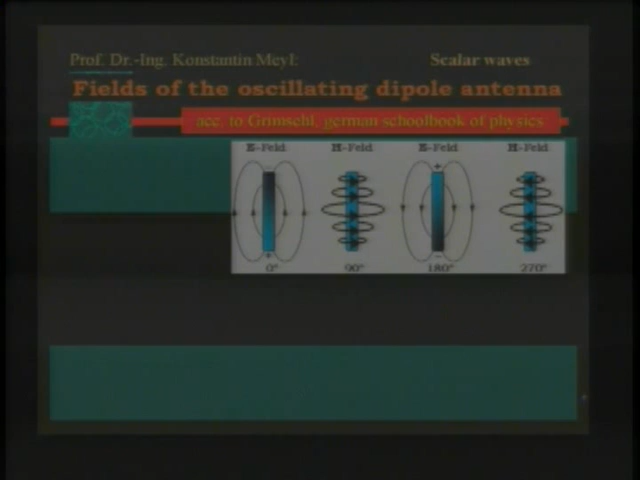 Prof. Dr.-Ing. Konstantin Meyl: Scalar waves
Fields of the oscillating dipole antenna
acc. to Grimsehl, german schoolbook of physics
E-Feld H-Feld E-Feld H-Feld
− +
+ −
0° 90° 180° 270°